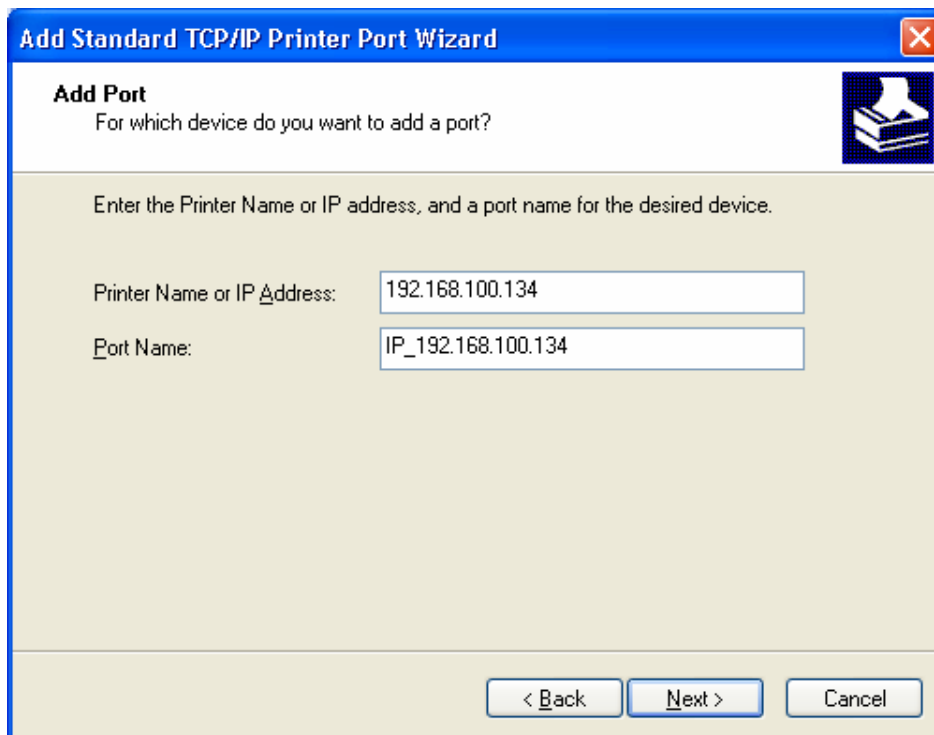 Add Standard TCP/IP Printer Port Wizard
Add Port
For which device do you want to add a port?
Enter the Printer Name or IP address, and a port name for the desired device.
Printer Name or IP Address: 192.168.100.134
Port Name: IP_192.168.100.134
< Back Next > Cancel